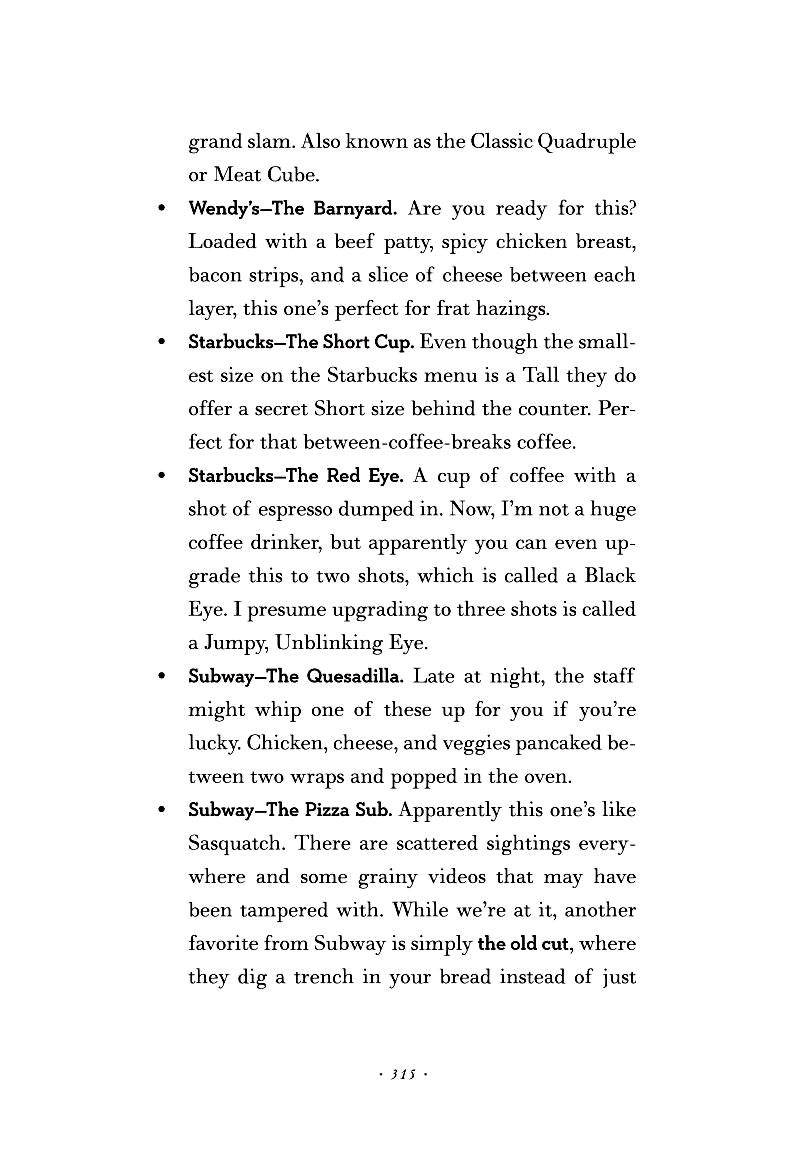 grand slam. Also known as the Classic Quadruple
or Meat Cube.
• Wendy's—The Barnyard. Are you ready for this?
Loaded with a beef patty, spicy chicken breast,
bacon strips, and a slice of cheese between each
layer, this one's perfect for frat hazings.
• Starbucks—The Short Cup. Even though the small-
est size on the Starbucks menu is a Tall they do
offer a secret Short size behind the counter. Per-
fect for that between-coffee-breaks coffee.
• Starbucks—The Red Eye. A cup of coffee with a
shot of espresso dumped in. Now, I'm not a huge
coffee drinker, but apparently you can even up-
grade this to two shots, which is called a Black
Eye. I presume upgrading to three shots is called
a Jumpy, Unblinking Eye.
• Subway—The Quesadilla. Late at night, the staff
might whip one of these up for you if you're
lucky. Chicken, cheese, and veggies pancaked be-
tween two wraps and popped in the oven.
• Subway—The Pizza Sub. Apparently this one's like
Sasquatch. There are scattered sightings every-
where and some grainy videos that may have
been tampered with. While we're at it, another
favorite from Subway is simply the old cut, where
they dig a trench in your bread instead of just
· 315 ·